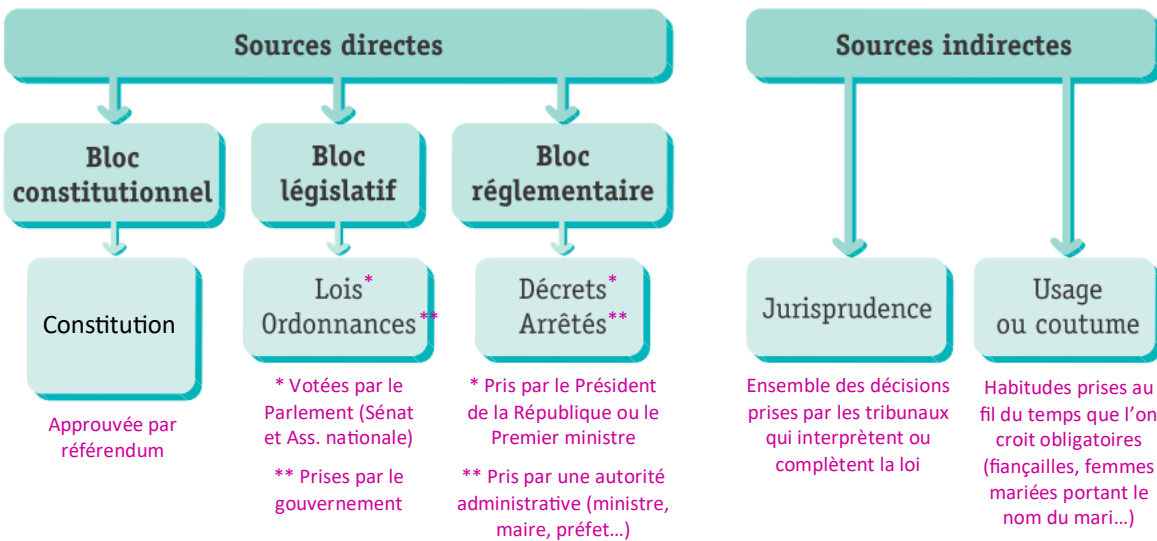 Sources directes
Bloc
constitutionnel
Constitution
Approuvée par
référendum
Bloc
législatif
Lois*
Ordonnances**
* Votées par le
Parlement (Sénat
et Ass. nationale)
** Prises par le
gouvernement
Bloc
réglementaire
Décrets*
Arrêtés**
* Pris par le Président
de la République ou le
Premier ministre
** Pris par une autorité
administrative (ministre,
maire, préfet…)
Sources indirectes
Jurisprudence
Ensemble des décisions
prises par les tribunaux
qui interprètent ou
complètent la loi
Usage
ou coutume
Habitudes prises au
fil du temps que l’on
croit obligatoires
(fiançailles, femmes
mariées portant le
nom du mari…)